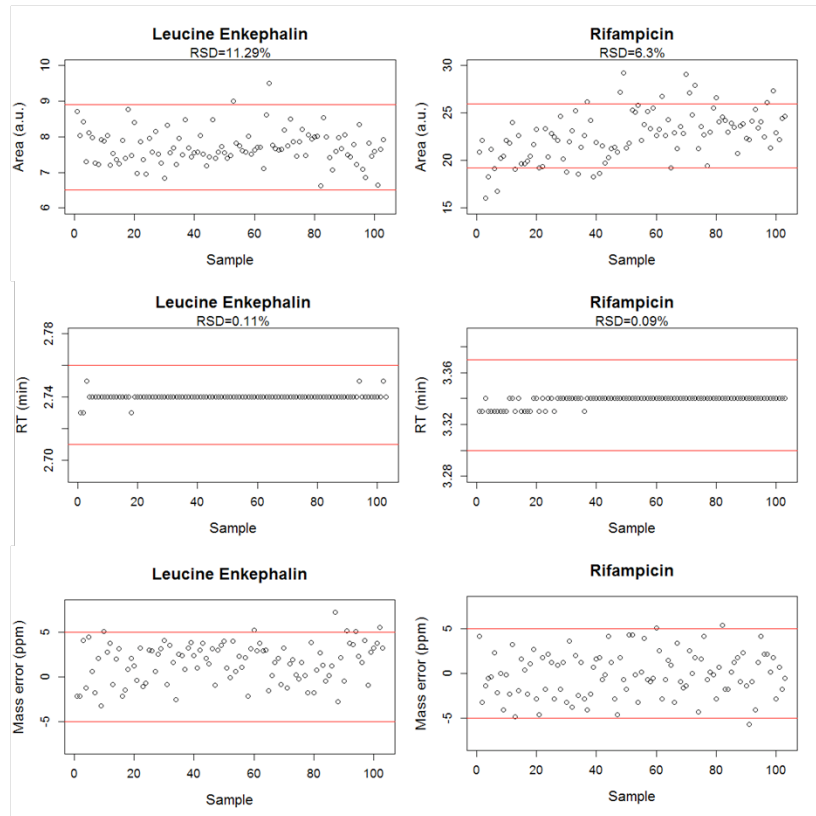 Leucine Enkephalin
RSD=11.29%
Area (a.u.)
10
9
8
7
6
0 20 40 60 80 100
Sample
Rifampicin
RSD=6.3%
Area (a.u.)
30
25
20
15
0 20 40 60 80 100
Sample
Leucine Enkephalin
RSD=0.11%
RT (min)
2.78
2.74
2.70
0 20 40 60 80 100
Sample
Rifampicin
RSD=0.09%
RT (min)
3.36
3.32
3.28
0 20 40 60 80 100
Sample
Leucine Enkephalin
Mass error (ppm)
5
0
-5
0 20 40 60 80 100
Sample
Rifampicin
Mass error (ppm)
5
0
-5
0 20 40 60 80 100
Sample